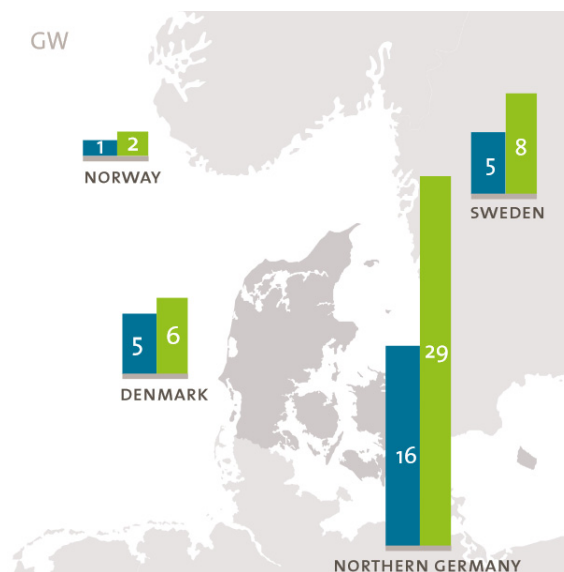 GW
1 2
NORWAY
5 8
SWEDEN
5 6
DENMARK
16 29
NORTHERN GERMANY